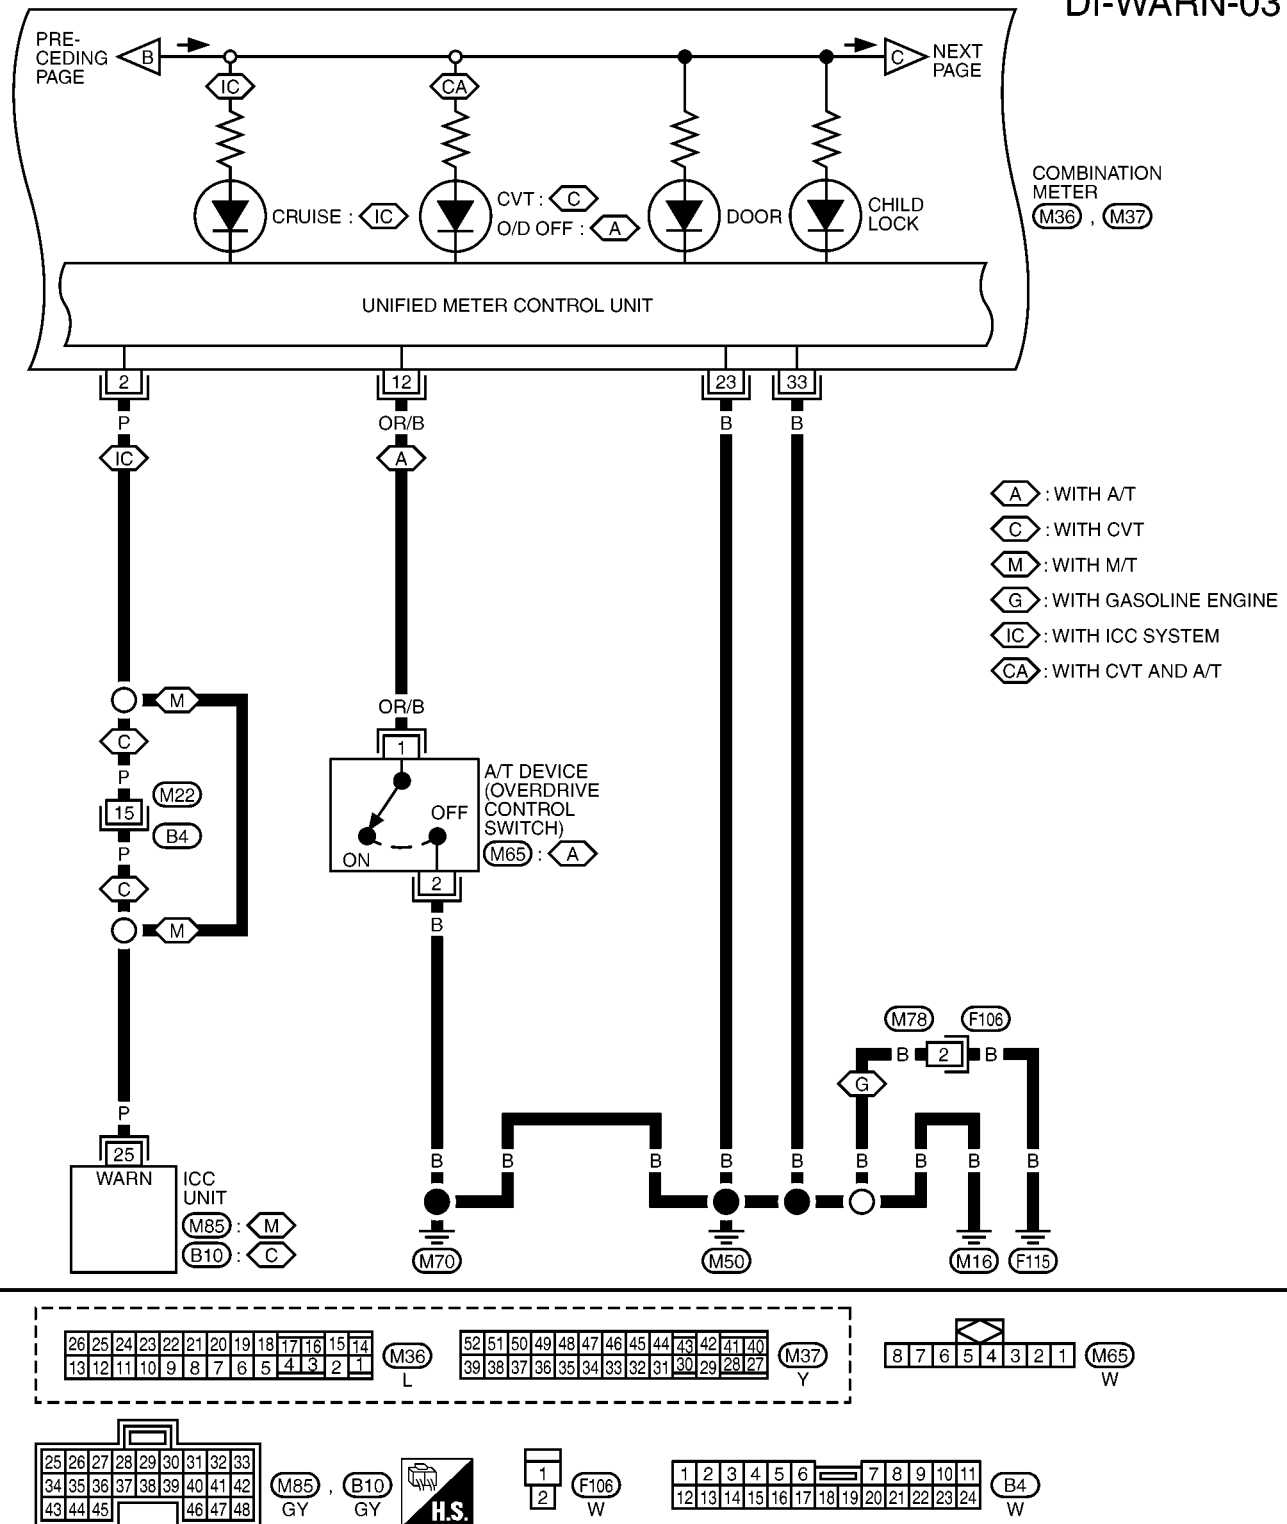 DI-WARN-03
PRE-
CEDING
PAGE
B
IC
CA
C
NEXT
PAGE
CRUISE : IC
CVT : C
O/D OFF : A
DOOR
CHILD
LOCK
COMBINATION
METER
M36 , M37
UNIFIED METER CONTROL UNIT
2 12 23 33
P OR/B B B
IC A
A : WITH A/T
C : WITH CVT
M : WITH M/T
G : WITH GASOLINE ENGINE
IC : WITH ICC SYSTEM
CA : WITH CVT AND A/T
M
C
P
15
M22
B4
P
C
M
P
25
WARN
ICC
UNIT
M85 : M
B10 : C
OR/B
1
OFF
ON
A/T DEVICE
(OVERDRIVE
CONTROL
SWITCH)
M65 : A
2
B
M78 F106
B 2 B
G
B B B B B B B B
M70 M50 M16 F115
26 25 24 23 22 21 20 19 18 17 16 15 14
13 12 11 10 9 8 7 6 5 4 3 2 1
M36
L
52 51 50 49 48 47 46 45 44 43 42 41 40
39 38 37 36 35 34 33 32 31 30 29 28 27
M37
Y
8 7 6 5 4 3 2 1
M65
W
25 26 27 28 29 30 31 32 33
34 35 36 37 38 39 40 41 42
43 44 45 46 47 48
M85 , B10
GY GY
H.S.
1
2
F106
W
1 2 3 4 5 6 7 8 9 10 11
12 13 14 15 16 17 18 19 20 21 22 23 24
B4
W